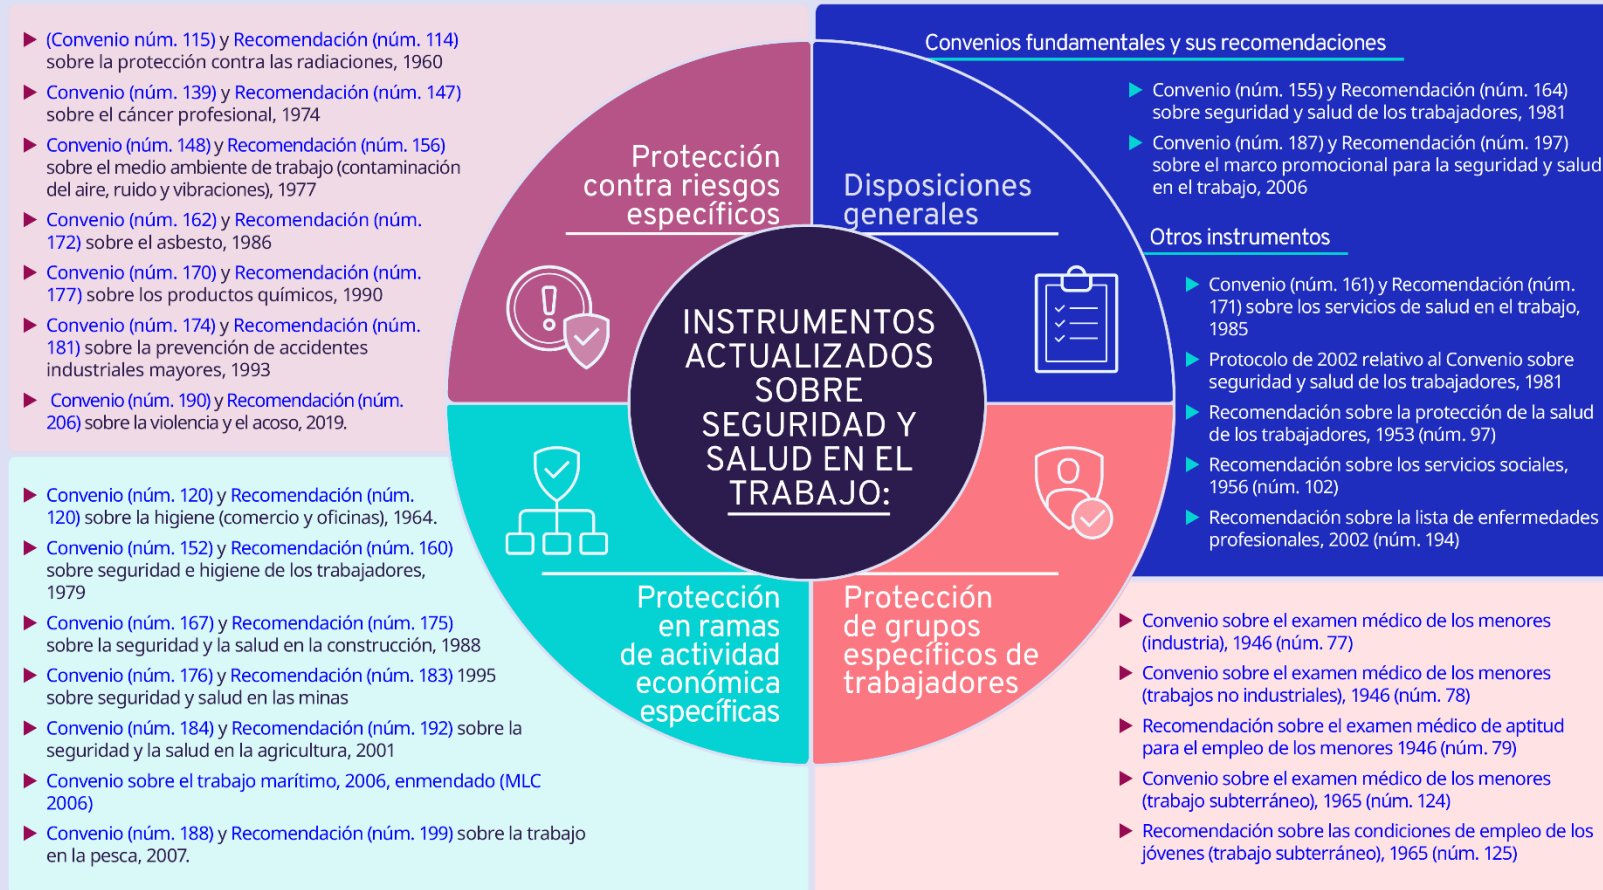 (Convenio núm. 115) y Recomendación (núm. 114)
sobre la protección contra las radiaciones, 1960
Convenio (núm. 139) y Recomendación (núm. 147)
sobre el cáncer profesional, 1974
Convenio (núm. 148) y Recomendación (núm. 156)
sobre el medio ambiente de trabajo (contaminación
del aire, ruido y vibraciones), 1977
Convenio (núm. 162) y Recomendación (núm.
172) sobre el asbesto, 1986
Convenio (núm. 170) y Recomendación (núm.
177) sobre los productos químicos, 1990
Convenio (núm. 174) y Recomendación (núm.
181) sobre la prevención de accidentes
industriales mayores, 1993
Convenio (núm. 190) y Recomendación (núm.
206) sobre la violencia y el acoso, 2019.
Protección
contra riesgos
específicos
Disposiciones
generales
Convenios fundamentales y sus recomendaciones
Convenio (núm. 155) y Recomendación (núm. 164)
sobre seguridad y salud de los trabajadores, 1981
Convenio (núm. 187) y Recomendación (núm. 197)
sobre el marco promocional para la seguridad y salud
en el trabajo, 2006
Otros instrumentos
Convenio (núm. 161) y Recomendación (núm.
171) sobre los servicios de salud en el trabajo,
1985
Protocolo de 2002 relativo al Convenio sobre
seguridad y salud de los trabajadores, 1981
Recomendación sobre la protección de la salud
de los trabajadores, 1953 (núm. 97)
Recomendación sobre los servicios sociales,
1956 (núm. 102)
Recomendación sobre la lista de enfermedades
profesionales, 2002 (núm. 194)
INSTRUMENTOS
ACTUALIZADOS
SOBRE
SEGURIDAD Y
SALUD EN EL
TRABAJO:
Convenio (núm. 120) y Recomendación (núm.
120) sobre la higiene (comercio y oficinas), 1964.
Convenio (núm. 152) y Recomendación (núm. 160)
sobre seguridad e higiene de los trabajadores,
1979
Convenio (núm. 167) y Recomendación (núm. 175)
sobre la seguridad y la salud en la construcción, 1988
Convenio (núm. 176) y Recomendación (núm. 183) 1995
sobre seguridad y salud en las minas
Convenio (núm. 184) y Recomendación (núm. 192) sobre la
seguridad y la salud en la agricultura, 2001
Convenio sobre el trabajo marítimo, 2006, enmendado (MLC
2006)
Convenio (núm. 188) y Recomendación (núm. 199) sobre la trabajo
en la pesca, 2007.
Protección
en ramas
de actividad
económica
específicas
Protección
de grupos
específicos de
trabajadores
Convenio sobre el examen médico de los menores
(industria), 1946 (núm. 77)
Convenio sobre el examen médico de los menores
(trabajos no industriales), 1946 (núm. 78)
Recomendación sobre el examen médico de aptitud
para el empleo de los menores 1946 (núm. 79)
Convenio sobre el examen médico de los menores
(trabajo subterráneo), 1965 (núm. 124)
Recomendación sobre las condiciones de empleo de los
jóvenes (trabajo subterráneo), 1965 (núm. 125)